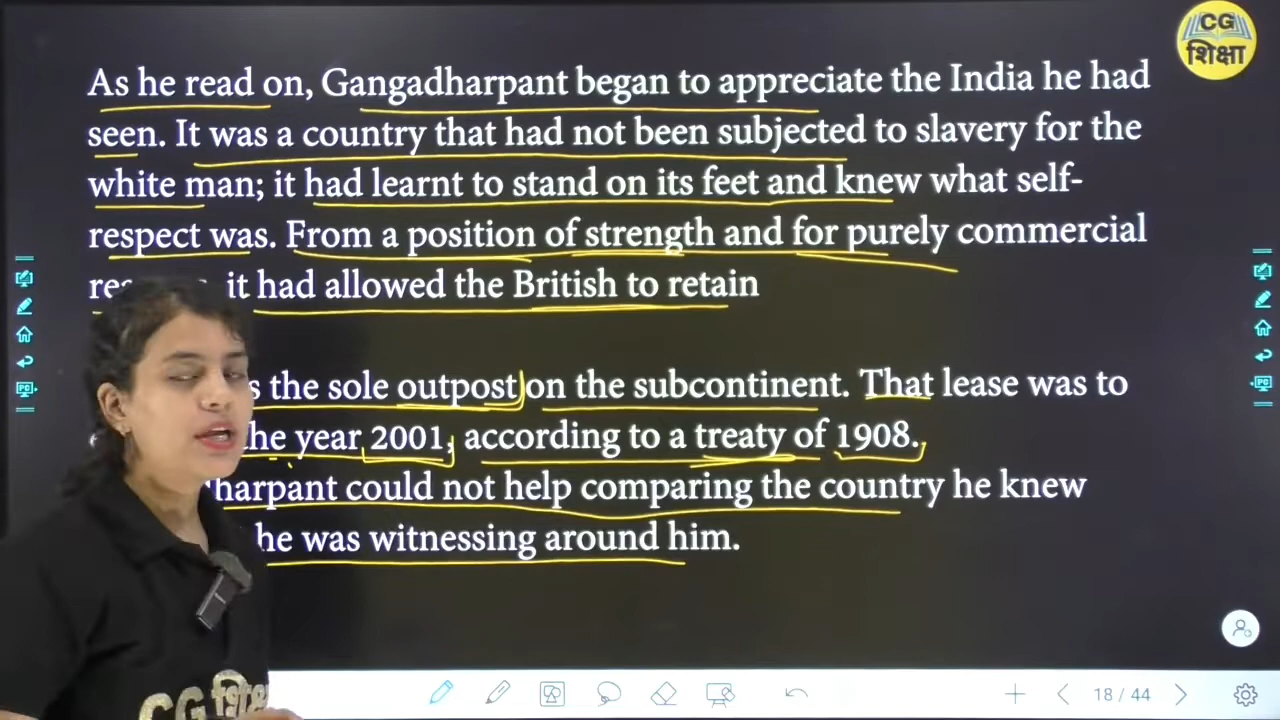 CG
शिक्षा
As he read on, Gangadharpant began to appreciate the India he had
seen. It was a country that had not been subjected to slavery for the
white man; it had learnt to stand on its feet and knew what self-
respect was. From a position of strength and for purely commercial
it had allowed the British to retain
the sole outpost on the subcontinent. That lease was to
the year 2001, according to a treaty of 1908.
could not help comparing the country he knew
he was witnessing around him.
CG
18 / 44